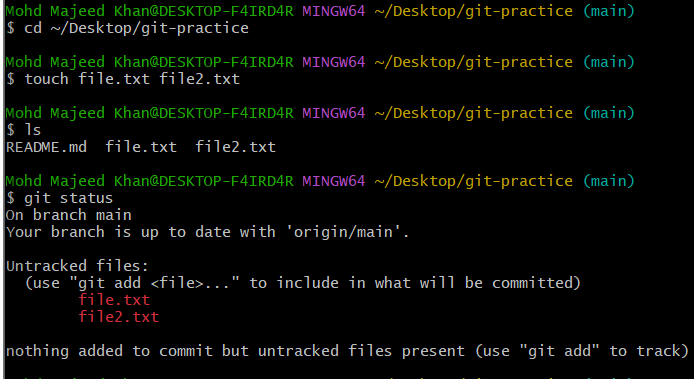 Mohd Majeed Khan@DESKTOP-F4IRD4R MINGW64 ~/Desktop/git-practice (main)
$ cd ~/Desktop/git-practice
Mohd Majeed Khan@DESKTOP-F4IRD4R MINGW64 ~/Desktop/git-practice (main)
$ touch file.txt file2.txt
Mohd Majeed Khan@DESKTOP-F4IRD4R MINGW64 ~/Desktop/git-practice (main)
$ ls
README.md  file.txt  file2.txt
Mohd Majeed Khan@DESKTOP-F4IRD4R MINGW64 ~/Desktop/git-practice (main)
$ git status
On branch main
Your branch is up to date with 'origin/main'.
Untracked files:
  (use "git add <file>..." to include in what will be committed)
        file.txt
        file2.txt
nothing added to commit but untracked files present (use "git add" to track)